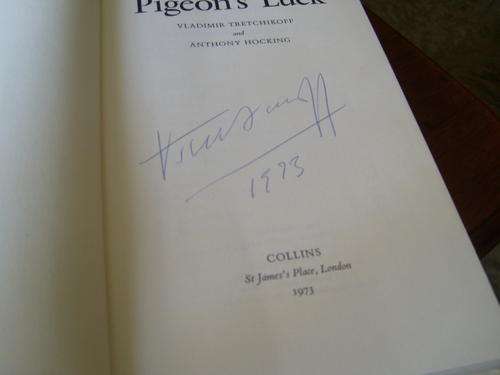 Pigeon's Luck
VLADIMIR TRETCHIKOFF
and
ANTHONY HOCKING
1973
COLLINS
St James's Place, London
1973